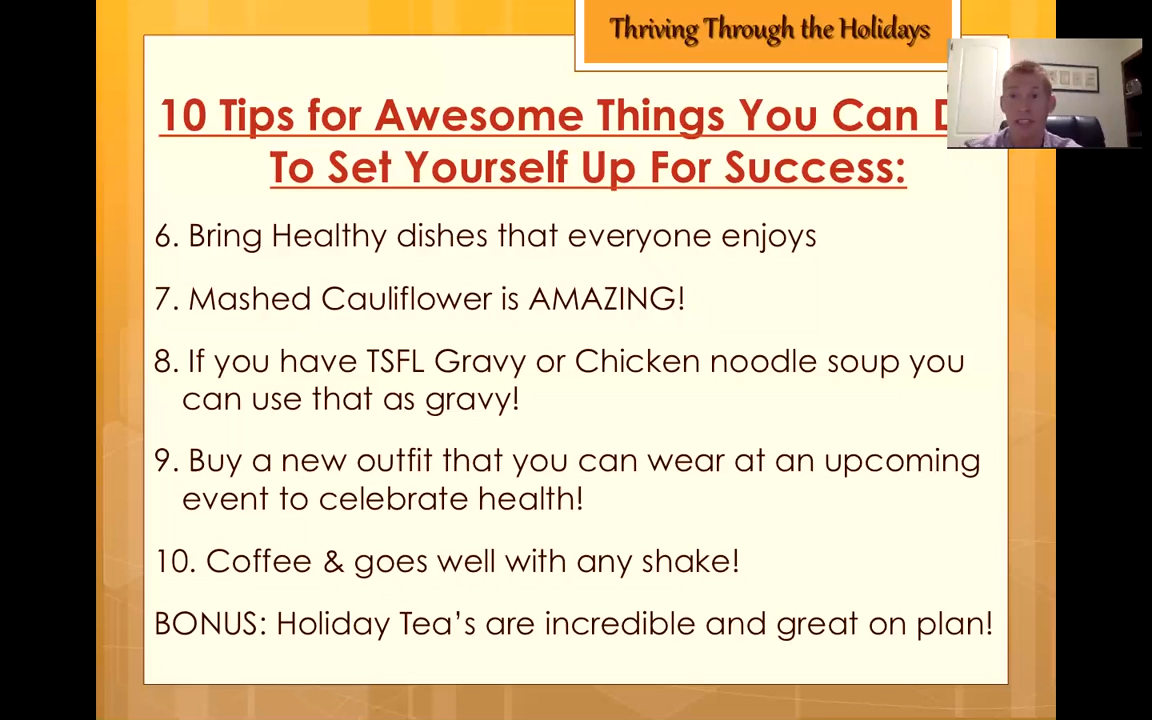 Thriving Through the Holidays
10 Tips for Awesome Things You Can
To Set Yourself Up For Success:
6. Bring Healthy dishes that everyone enjoys
7. Mashed Cauliflower is AMAZING!
8. If you have TSFL Gravy or Chicken noodle soup you
can use that as gravy!
9. Buy a new outfit that you can wear at an upcoming
event to celebrate health!
10. Coffee & goes well with any shake!
BONUS: Holiday Tea's are incredible and great on plan!